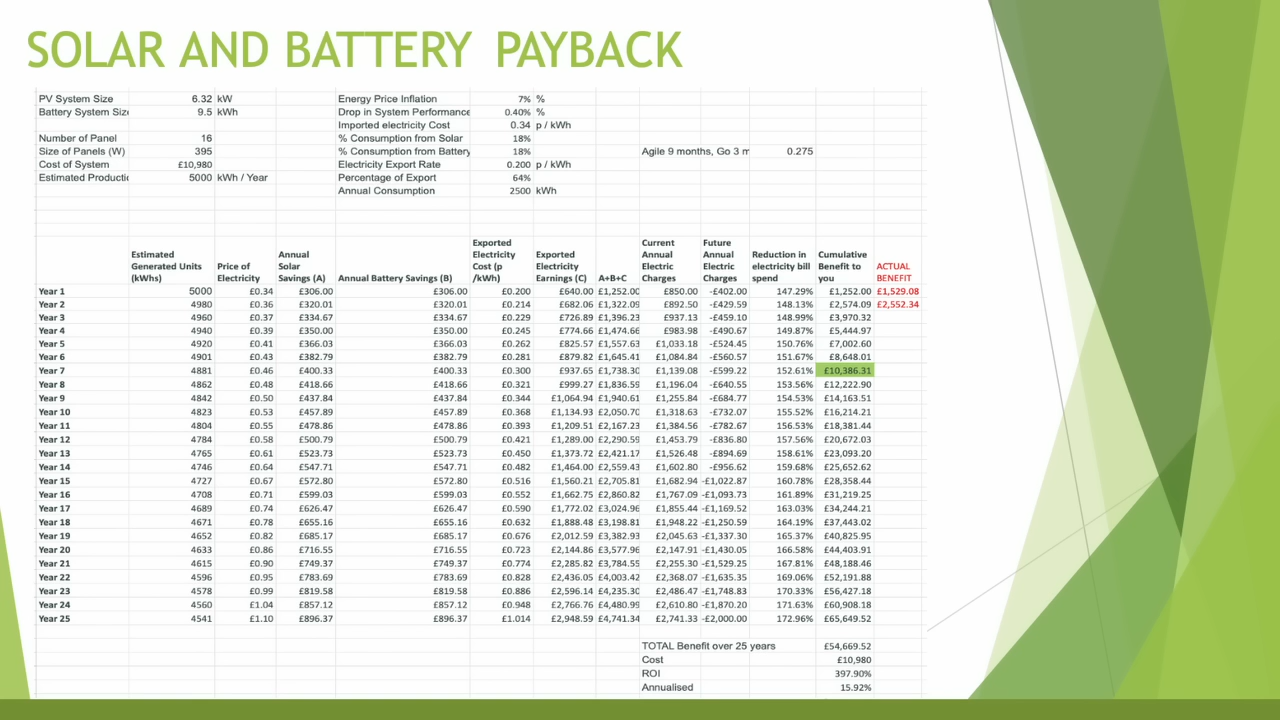 SOLAR AND BATTERY PAYBACK
PV System Size 6.32 kW Energy Price Inflation 7% %
Battery System Size 9.5 kWh Drop in System Performance 0.40% %
Imported electricity Cost 0.34 p / kWh
Number of Panel 16 % Consumption from Solar 18%
Size of Panels (W) 395 % Consumption from Battery 18% Agile 9 months, Go 3 m 0.275
Cost of System £10,980 Electricity Export Rate 0.200 p / kWh
Estimated Productio 5000 kWh / Year Percentage of Export 64%
Annual Consumption 2500 kWh
Estimated Generated Units (kWhs) Price of Electricity Annual Solar Savings (A) Annual Battery Savings (B) Exported Electricity Cost (p /kWh) Exported Electricity Earnings (C) A+B+C Current Annual Electric Charges Future Annual Electric Charges Reduction in electricity bill spend Cumulative Benefit to you ACTUAL BENEFIT
Year 1 5000 £0.34 £306.00 £306.00 £0.200 £640.00 £1,252.00 £850.00 -£402.00 147.29% £1,252.00 £1,529.08
Year 2 4980 £0.36 £320.01 £320.01 £0.214 £682.06 £1,322.09 £892.50 -£429.59 148.13% £2,574.09 £2,552.34
Year 3 4960 £0.37 £334.67 £334.67 £0.229 £726.89 £1,396.23 £937.13 -£459.10 148.99% £3,970.32
Year 4 4940 £0.39 £350.00 £350.00 £0.245 £774.66 £1,474.66 £983.98 -£490.67 149.87% £5,444.97
Year 5 4920 £0.41 £366.03 £366.03 £0.262 £825.57 £1,557.63 £1,033.18 -£524.45 150.76% £7,002.60
Year 6 4901 £0.43 £382.79 £382.79 £0.281 £879.82 £1,645.41 £1,084.84 -£560.57 151.67% £8,648.01
Year 7 4881 £0.46 £400.33 £400.33 £0.300 £937.65 £1,738.30 £1,139.08 -£599.22 152.61% £10,386.31
Year 8 4862 £0.48 £418.66 £418.66 £0.321 £999.27 £1,836.59 £1,196.04 -£640.55 153.56% £12,222.90
Year 9 4842 £0.50 £437.84 £437.84 £0.344 £1,064.94 £1,940.61 £1,255.84 -£684.77 154.53% £14,163.51
Year 10 4823 £0.53 £457.89 £457.89 £0.368 £1,134.93 £2,050.70 £1,318.63 -£732.07 155.52% £16,214.21
Year 11 4804 £0.55 £478.86 £478.86 £0.393 £1,209.51 £2,167.23 £1,384.56 -£782.67 156.53% £18,381.44
Year 12 4784 £0.58 £500.79 £500.79 £0.421 £1,289.00 £2,290.59 £1,453.79 -£836.80 157.56% £20,672.03
Year 13 4765 £0.61 £523.73 £523.73 £0.450 £1,373.72 £2,421.17 £1,526.48 -£894.69 158.61% £23,093.20
Year 14 4746 £0.64 £547.71 £547.71 £0.482 £1,464.00 £2,559.43 £1,602.80 -£956.62 159.68% £25,652.62
Year 15 4727 £0.67 £572.80 £572.80 £0.516 £1,560.21 £2,705.81 £1,682.94 -£1,022.87 160.78% £28,358.44
Year 16 4708 £0.71 £599.03 £599.03 £0.552 £1,662.75 £2,860.82 £1,767.09 -£1,093.73 161.89% £31,219.25
Year 17 4689 £0.74 £626.47 £626.47 £0.590 £1,772.02 £3,024.96 £1,855.44 -£1,169.52 163.03% £34,244.21
Year 18 4671 £0.78 £655.16 £655.16 £0.632 £1,888.48 £3,198.81 £1,948.22 -£1,250.59 164.19% £37,443.02
Year 19 4652 £0.82 £685.17 £685.17 £0.676 £2,012.59 £3,382.93 £2,045.63 -£1,337.30 165.37% £40,825.95
Year 20 4633 £0.86 £716.55 £716.55 £0.723 £2,144.86 £3,577.96 £2,147.91 -£1,430.05 166.58% £44,403.91
Year 21 4615 £0.90 £749.37 £749.37 £0.774 £2,285.82 £3,784.55 £2,255.30 -£1,529.25 167.81% £48,188.46
Year 22 4596 £0.95 £783.69 £783.69 £0.828 £2,436.05 £4,003.42 £2,368.07 -£1,635.35 169.06% £52,191.88
Year 23 4578 £0.99 £819.58 £819.58 £0.886 £2,596.14 £4,235.30 £2,486.47 -£1,748.83 170.33% £56,427.18
Year 24 4560 £1.04 £857.12 £857.12 £0.948 £2,766.76 £4,480.99 £2,610.80 -£1,870.20 171.63% £60,908.18
Year 25 4541 £1.10 £896.37 £896.37 £1.014 £2,948.59 £4,741.34 £2,741.33 -£2,000.00 172.96% £65,649.52
TOTAL Benefit over 25 years £54,669.52
Cost £10,980
ROI 397.90%
Annualised 15.92%